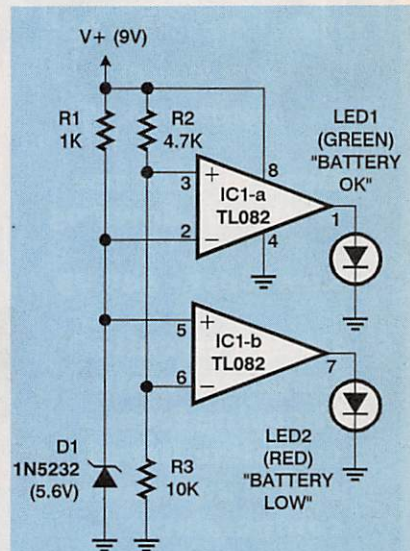 V+ (9V)
R1
1K
R2
4.7K
LED1
(GREEN)
"BATTERY
OK"
3
+
8
IC1-a
TL082
1
2
−
4
5
+
IC1-b
TL082
7
6
−
D1
1N5232
(5.6V)
R3
10K
LED2
(RED)
"BATTERY
LOW"